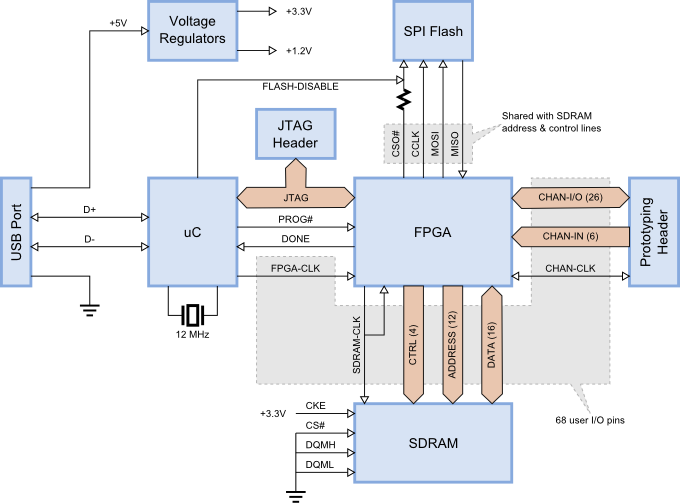 +5V
Voltage
Regulators
+3.3V
+1.2V
SPI Flash
FLASH-DISABLE
Shared with SDRAM
address & control lines
CSO#
CCLK
MOSI
MISO
JTAG
Header
JTAG
USB Port
D+
D-
uC
PROG#
DONE
FPGA-CLK
FPGA
CHAN-I/O (26)
CHAN-IN (6)
CHAN-CLK
Prototyping
Header
12 MHz
SDRAM-CLK
CTRL (4)
ADDRESS (12)
DATA (16)
68 user I/O pins
+3.3V
CKE
CS#
DQMH
DQML
SDRAM